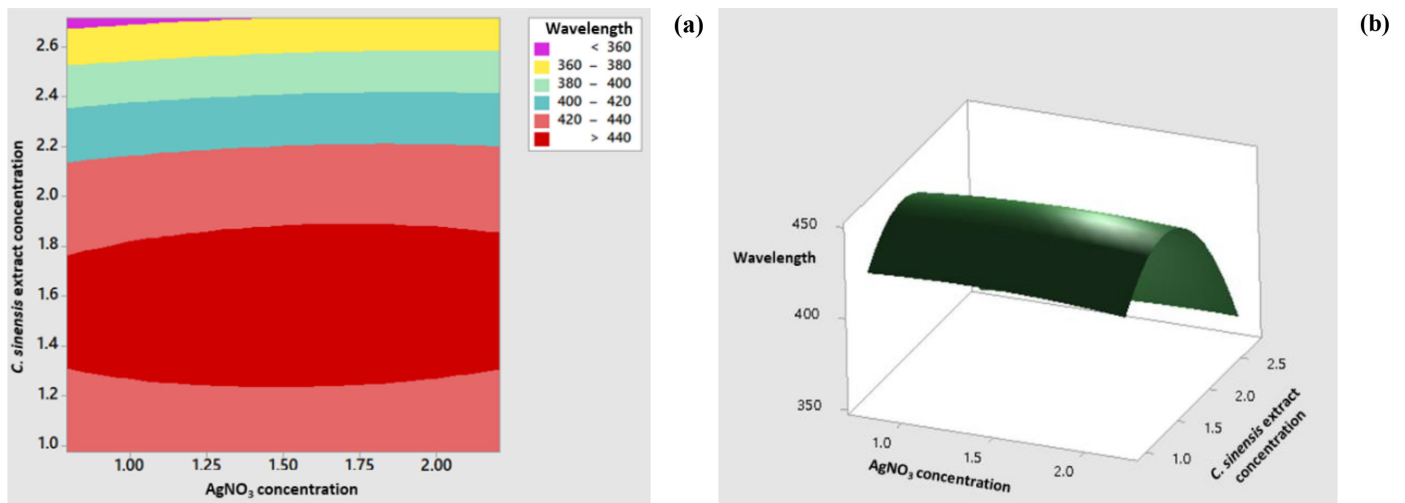 (a)
Wavelength
< 360
360 – 380
380 – 400
400 – 420
420 – 440
> 440
C. sinensis extract concentration
2.6
2.4
2.2
2.0
1.8
1.6
1.4
1.2
1.0
1.00 1.25 1.50 1.75 2.00
AgNO₃ concentration
(b)
450
Wavelength
400
350
1.0
1.5
2.0
AgNO₃ concentration
2.5
2.0
1.5
1.0
C. sinensis extract
concentration